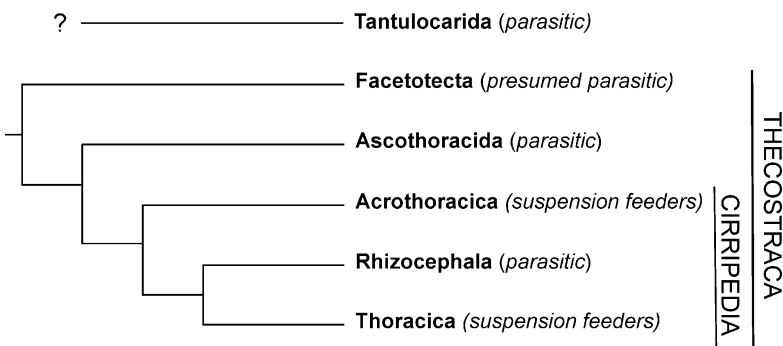 ? Tantulocarida (parasitic)
Facetotecta (presumed parasitic)
Ascothoracida (parasitic)
Acrothoracica (suspension feeders)
Rhizocephala (parasitic)
Thoracica (suspension feeders)
CIRRIPEDIA
THECOSTRACA